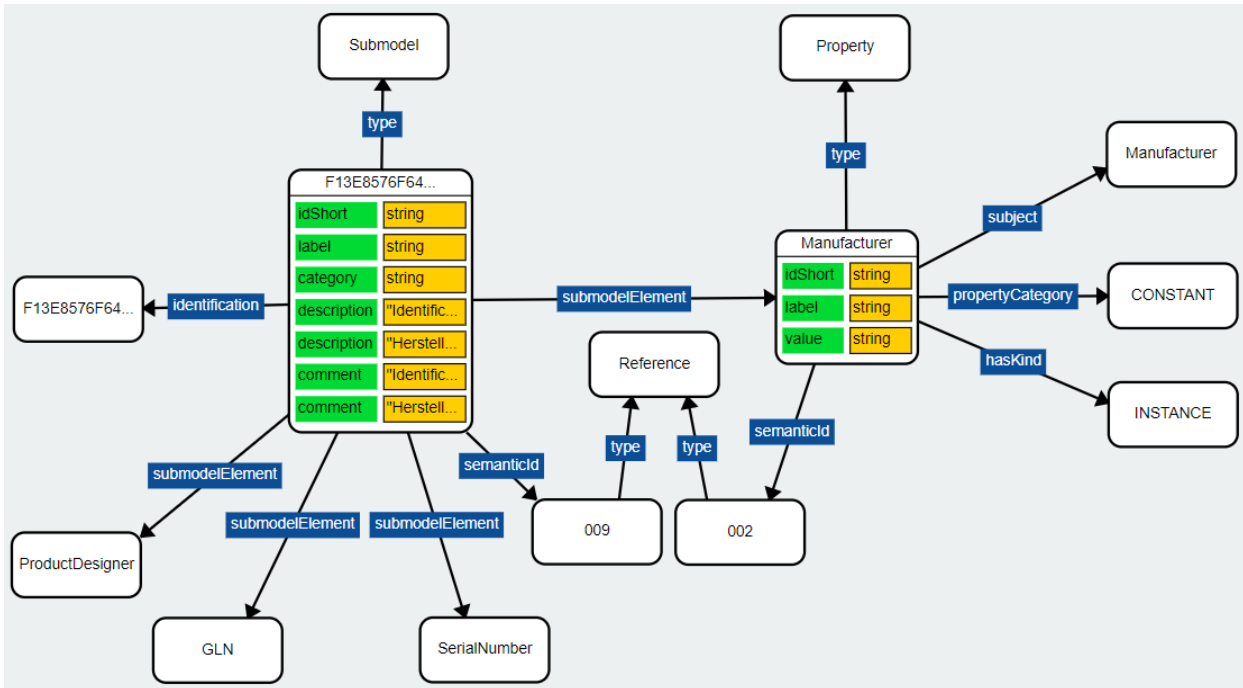 Submodel
Property
type
type
Manufacturer
F13E8576F64...
idShort string
label string
category string
description "Identific...
description "Herstell...
comment "Identific...
comment "Herstell...
subject
Manufacturer
idShort string
label string
value string
F13E8576F64...
identification
submodelElement
propertyCategory
CONSTANT
Reference
hasKind
INSTANCE
semanticId
type
type
semanticId
submodelElement
submodelElement
submodelElement
009
002
ProductDesigner
GLN
SerialNumber